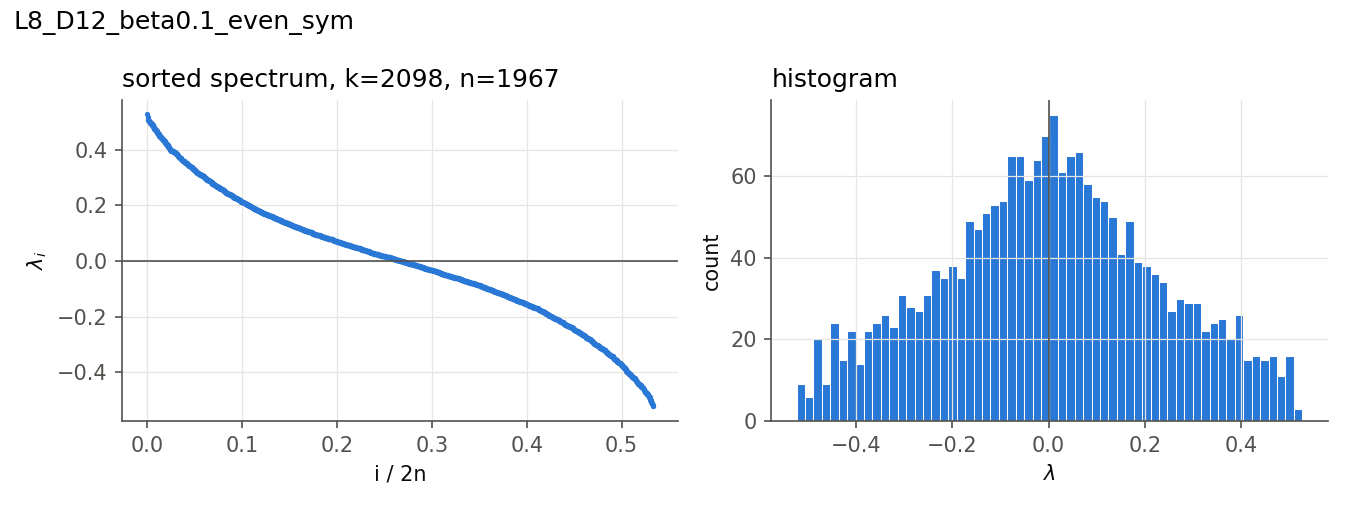 L8_D12_beta0.1_even_sym
sorted spectrum, k=2098, n=1967
0.4
0.2
0.0
−0.2
−0.4
λᵢ
0.0 0.1 0.2 0.3 0.4 0.5
i / 2n
histogram
60
40
20
0
count
−0.4 −0.2 0.0 0.2 0.4
λ